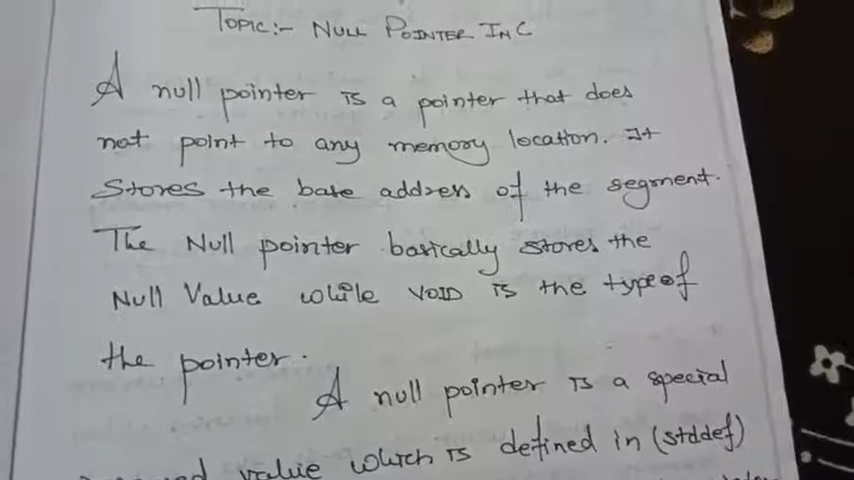 TOPIC:- NULL POINTER IN C
A null pointer is a pointer that does
not point to any memory location. It
stores the base address of the segment.
The Null pointer basically stores the
Null Value while VOID is the type of
the pointer.
A null pointer is a special
value which is defined in (stddef)